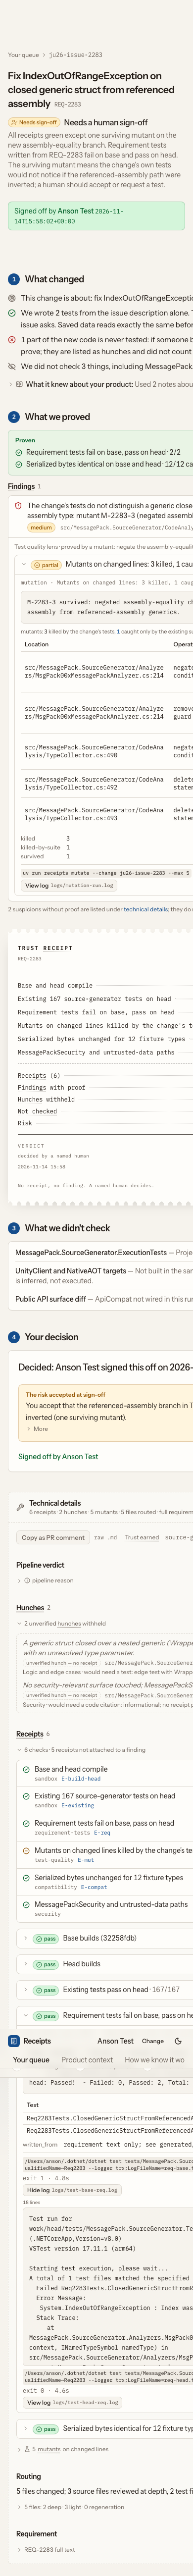 Your queue > ju26-issue-2283
Fix IndexOutOfRangeException on
closed generic struct from referenced
assembly REQ-2283
Needs sign-off Needs a human sign-off
All receipts green except one surviving mutant on the
new assembly-equality branch. Requirement tests
written from REQ-2283 fail on base and pass on head.
The surviving mutant means the change's own tests
would not notice if the referenced-assembly path were
inverted; a human should accept or request a test.
Signed off by Anson Test 2026-11-
14T15:58:02+00:00
1 What changed
This change is about: fix IndexOutOfRangeExcepti
We wrote 2 tests from the issue description alone. T
issue asks. Saved data reads exactly the same befor
1 part of the new code is never tested: if someone b
prove; they are listed as hunches and did not count
We did not check 3 things, including MessagePack.
What it knew about your product: Used 2 notes abou
2 What we proved
Proven
Requirement tests fail on base, pass on head · 2/2
Serialized bytes identical on base and head · 12/12 ca
Findings 1
The change's tests do not distinguish a generic close
assembly type: mutant M-2283-3 (negated assembl
medium src/MessagePack.SourceGenerator/CodeAnaly
Test quality lens · proved by a mutant: negate the assembly-equali
partial Mutants on changed lines: 3 killed, 1 cau
mutation · Mutants on changed lines: 3 killed, 1 caug
M-2283-3 survived: negated assembly-equality ch
assembly from referenced-assembly generics.
mutants: 3 killed by the change's tests, 1 caught only by the existing su
Location Operat
src/MessagePack.SourceGenerator/Analyze negate
rs/MsgPack00xMessagePackAnalyzer.cs:214 condit
src/MessagePack.SourceGenerator/Analyze remove
rs/MsgPack00xMessagePackAnalyzer.cs:214 guard
src/MessagePack.SourceGenerator/CodeAna negate
lysis/TypeCollector.cs:490 condit
src/MessagePack.SourceGenerator/CodeAna delete
lysis/TypeCollector.cs:492 statem
src/MessagePack.SourceGenerator/CodeAna delete
lysis/TypeCollector.cs:493 statem
killed 3
killed-by-suite 1
survived 1
uv run receipts mutate --change ju26-issue-2283 --max 5
View log logs/mutation-run.log
2 suspicions without proof are listed under technical details; they do
TRUST RECEIPT
REQ-2283
Base and head compile
Existing 167 source-generator tests on head
Requirement tests fail on base, pass on head
Mutants on changed lines killed by the change's t
Serialized bytes unchanged for 12 fixture types
MessagePackSecurity and untrusted-data paths
Receipts (6)
Findings with proof
Hunches withheld
Not checked
Risk
VERDICT
decided by a named human
2026-11-14 15:58
No receipt, no finding. A named human decides.
3 What we didn't check
MessagePack.SourceGenerator.ExecutionTests — Proje
UnityClient and NativeAOT targets — Not built in the san
is inferred, not executed.
Public API surface diff — ApiCompat not wired in this run
4 Your decision
Decided: Anson Test signed this off on 2026-
The risk accepted at sign-off
You accept that the referenced-assembly branch in T
inverted (one surviving mutant).
More
Signed off by Anson Test
Technical details
6 receipts · 2 hunches · 5 mutants · 5 files routed · full requirem
Copy as PR comment raw .md Trust earned source-g
Pipeline verdict
pipeline reason
Hunches 2
2 unverified hunches withheld
A generic struct closed over a nested generic (Wrappe
with an unresolved type parameter.
unverified hunch — no receipt src/MessagePack.SourceGener
Logic and edge cases · would need a test: edge test with Wrapp
No security-relevant surface touched; MessagePackS
unverified hunch — no receipt src/MessagePack.SourceGener
Security · would need a code citation: informational; no receipt p
Receipts 6
6 checks · 5 receipts not attached to a finding
Base and head compile
sandbox E-build-head
Existing 167 source-generator tests on head
sandbox E-existing
Requirement tests fail on base, pass on head
requirement-tests E-req
Mutants on changed lines killed by the change's te
test-quality E-mut
Serialized bytes unchanged for 12 fixture types
compatibility E-compat
MessagePackSecurity and untrusted-data paths
security
pass Base builds (32258fdb)
pass Head builds
pass Existing tests pass on head · 167/167
pass Requirement tests fail on base, pass on he
Receipts Anson Test Change
Your queue Product context How we know it wo
head: Passed! - Failed: 0, Passed: 2, Total:
Test
Req2283Tests.ClosedGenericStructFromReferencedA
Req2283Tests.ClosedGenericStructFromReferencedA
written_from requirement text only; see generated,
/Users/anson/.dotnet/dotnet test tests/MessagePack.Source
ualifiedName~Req2283 --logger trx;LogFileName=req-base.t
exit 1 · 4.8s
Hide log logs/test-base-req.log
18 lines
Test run for
work/head/tests/MessagePack.SourceGenerator.Te
(.NETCoreApp,Version=v8.0)
VSTest version 17.11.1 (arm64)
Starting test execution, please wait...
A total of 1 test files matched the specified
Failed Req2283Tests.ClosedGenericStructFromR
Error Message:
System.IndexOutOfRangeException : Index was
Stack Trace:
at
MessagePack.SourceGenerator.Analyzers.MsgPack0
context, INamedTypeSymbol namedType) in
src/MessagePack.SourceGenerator/Analyzers/MsgP
/Users/anson/.dotnet/dotnet test tests/MessagePack.Source
ualifiedName~Req2283 --logger trx;LogFileName=req-head.t
exit 0 · 4.6s
View log logs/test-head-req.log
pass Serialized bytes identical for 12 fixture typ
5 mutants on changed lines
Routing
5 files changed; 3 source files reviewed at depth, 2 test fi
5 files: 2 deep · 3 light · 0 regeneration
Requirement
REQ-2283 full text